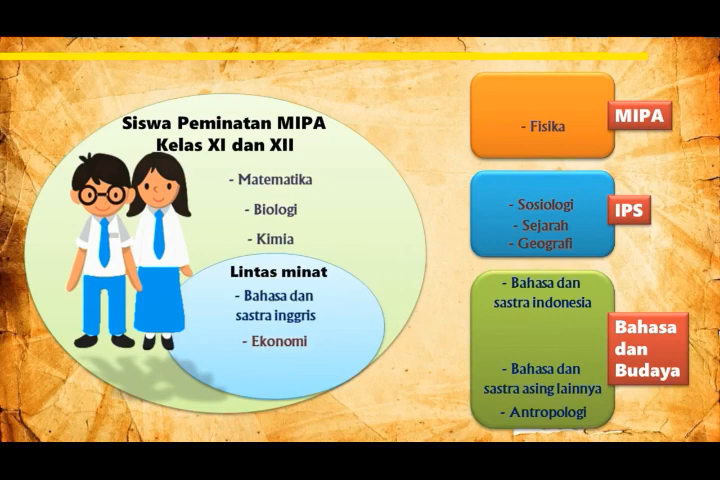 Siswa Peminatan MIPA
Kelas XI dan XII
- Matematika
- Biologi
- Kimia
Lintas minat
- Bahasa dan
sastra inggris
- Ekonomi
- Fisika
MIPA
- Sosiologi
- Sejarah
- Geografi
IPS
- Bahasa dan
sastra indonesia
- Bahasa dan
sastra asing lainnya
- Antropologi
Bahasa
dan
Budaya